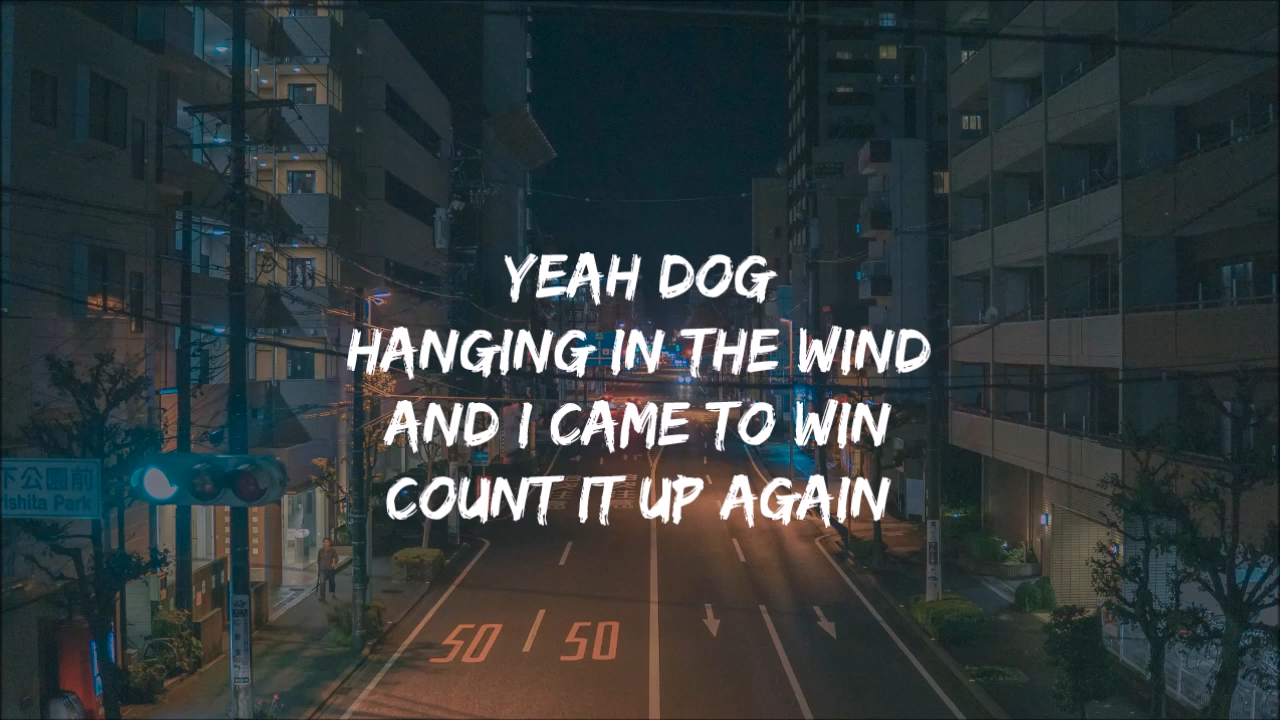 YEAH DOG
HANGING IN THE WIND
AND I CAME TO WIN
COUNT IT UP AGAIN
下公園前
rishita Park
50 50